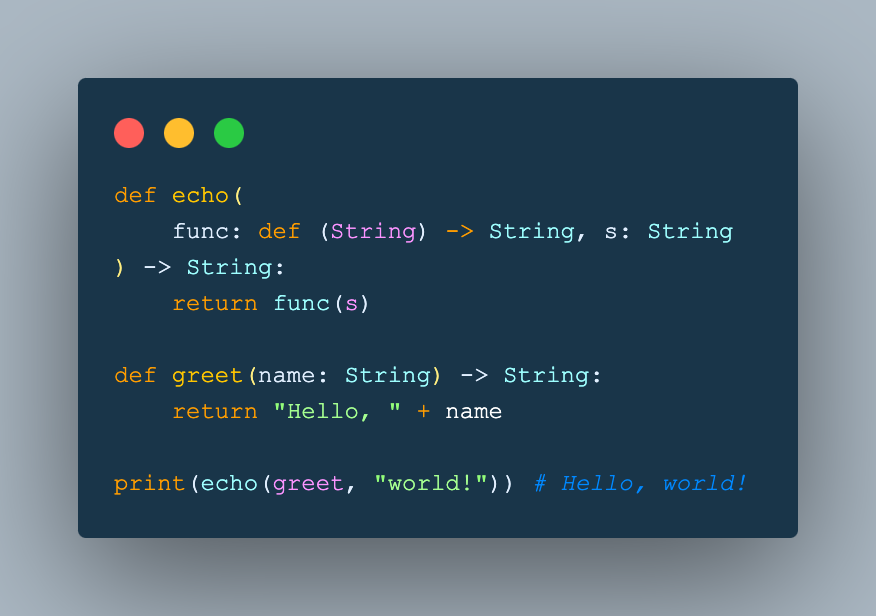 def echo(
    func: def (String) -> String, s: String
) -> String:
    return func(s)

def greet(name: String) -> String:
    return "Hello, " + name

print(echo(greet, "world!")) # Hello, world!